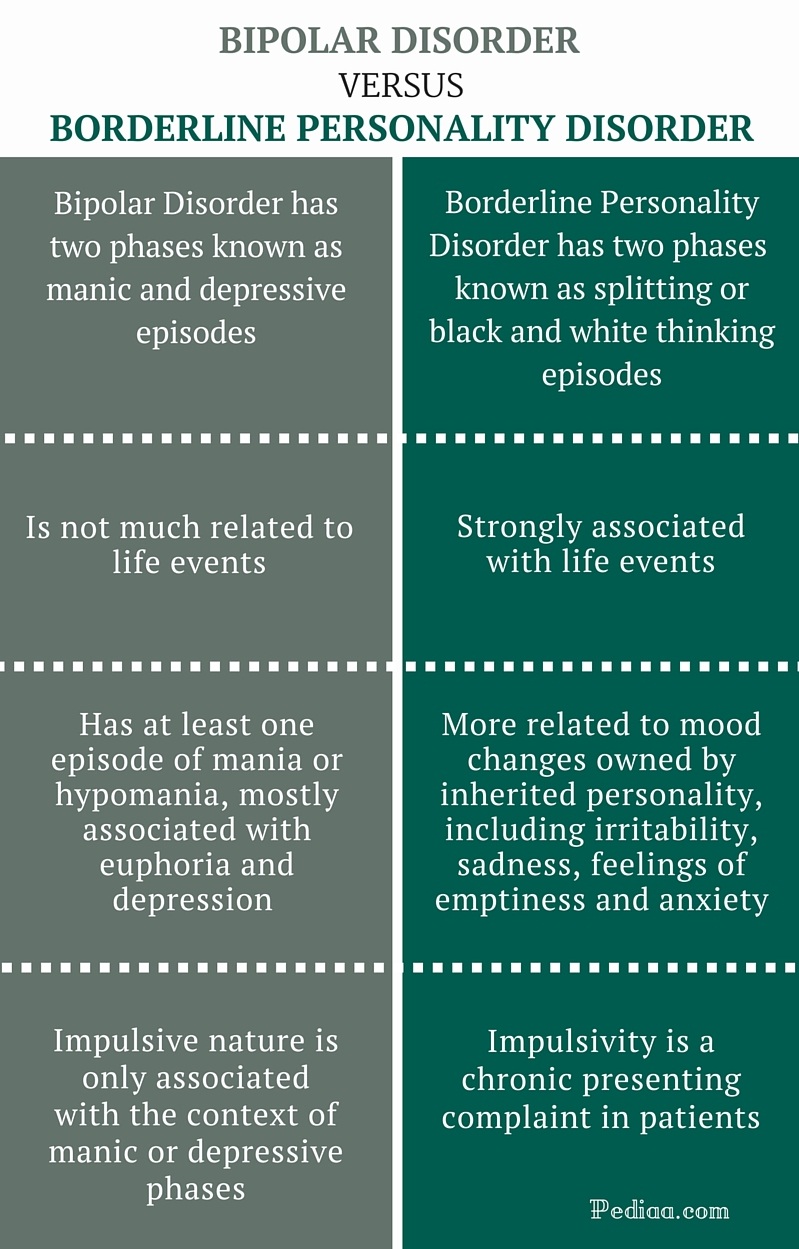 BIPOLAR DISORDER
VERSUS
BORDERLINE PERSONALITY DISORDER
Bipolar Disorder has
two phases known as
manic and depressive
episodes
Borderline Personality
Disorder has two phases
known as splitting or
black and white thinking
episodes
Is not much related to
life events
Strongly associated
with life events
Has at least one
episode of mania or
hypomania, mostly
associated with
euphoria and
depression
More related to mood
changes owned by
inherited personality,
including irritability,
sadness, feelings of
emptiness and anxiety
Impulsive nature is
only associated
with the context of
manic or depressive
phases
Impulsivity is a
chronic presenting
complaint in patients
Pediaa.com